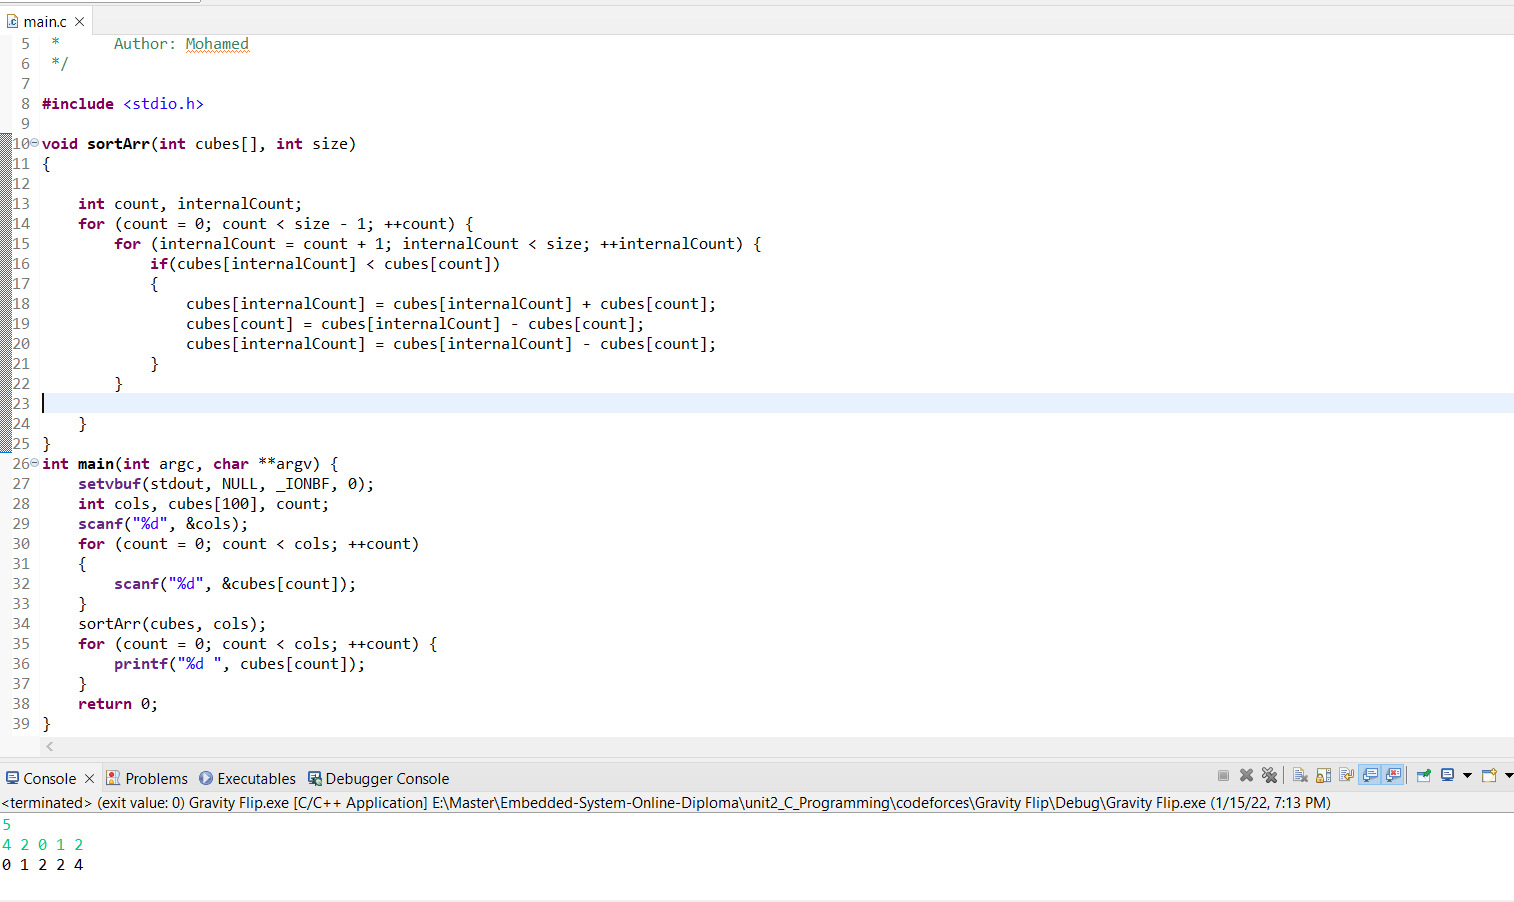 main.c
5 *      Author: Mohamed
6 */
7
8 #include <stdio.h>
9
10 void sortArr(int cubes[], int size)
11 {
12
13     int count, internalCount;
14     for (count = 0; count < size - 1; ++count) {
15         for (internalCount = count + 1; internalCount < size; ++internalCount) {
16             if(cubes[internalCount] < cubes[count])
17             {
18                 cubes[internalCount] = cubes[internalCount] + cubes[count];
19                 cubes[count] = cubes[internalCount] - cubes[count];
20                 cubes[internalCount] = cubes[internalCount] - cubes[count];
21             }
22         }
23
24     }
25 }
26 int main(int argc, char **argv) {
27     setvbuf(stdout, NULL, _IONBF, 0);
28     int cols, cubes[100], count;
29     scanf("%d", &cols);
30     for (count = 0; count < cols; ++count)
31     {
32         scanf("%d", &cubes[count]);
33     }
34     sortArr(cubes, cols);
35     for (count = 0; count < cols; ++count) {
36         printf("%d ", cubes[count]);
37     }
38     return 0;
39 }
Console Problems Executables Debugger Console
<terminated> (exit value: 0) Gravity Flip.exe [C/C++ Application] E:\Master\Embedded-System-Online-Diploma\unit2_C_Programming\codeforces\Gravity Flip\Debug\Gravity Flip.exe (1/15/22, 7:13 PM)
5
4 2 0 1 2
0 1 2 2 4